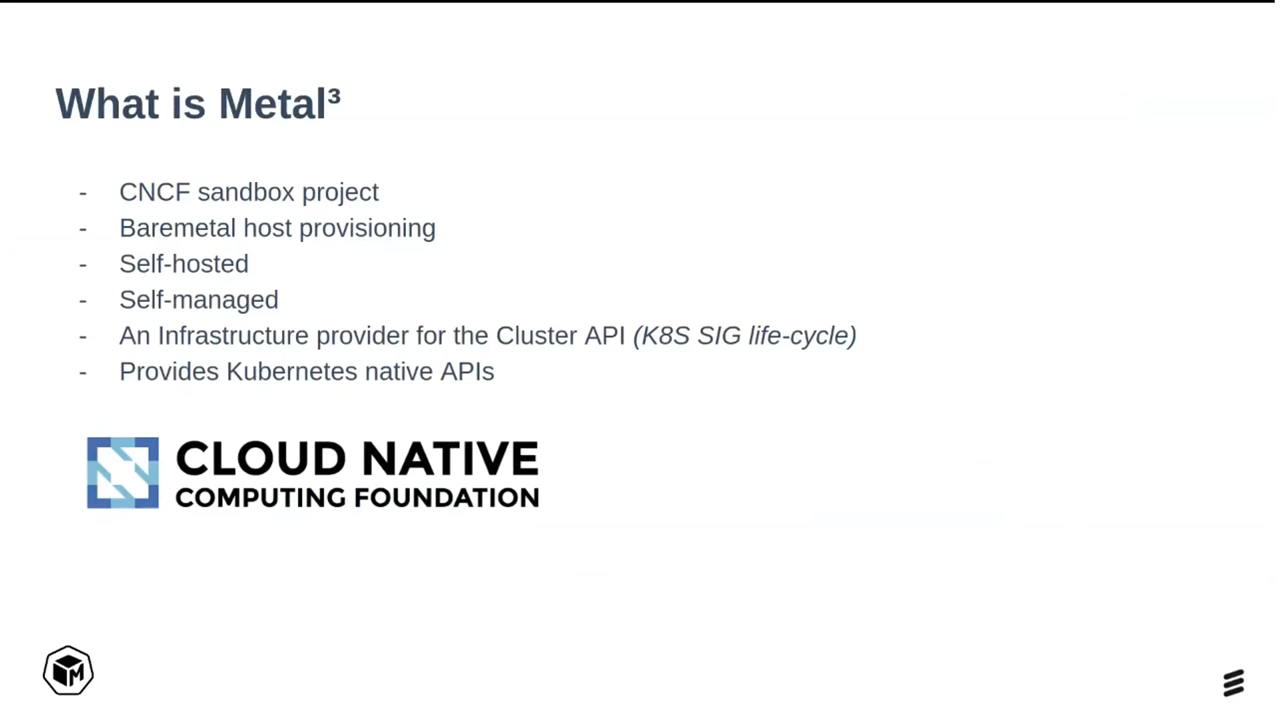 What is Metal³
- CNCF sandbox project
- Baremetal host provisioning
- Self-hosted
- Self-managed
- An Infrastructure provider for the Cluster API (K8S SIG life-cycle)
- Provides Kubernetes native APIs
CLOUD NATIVE
COMPUTING FOUNDATION
M